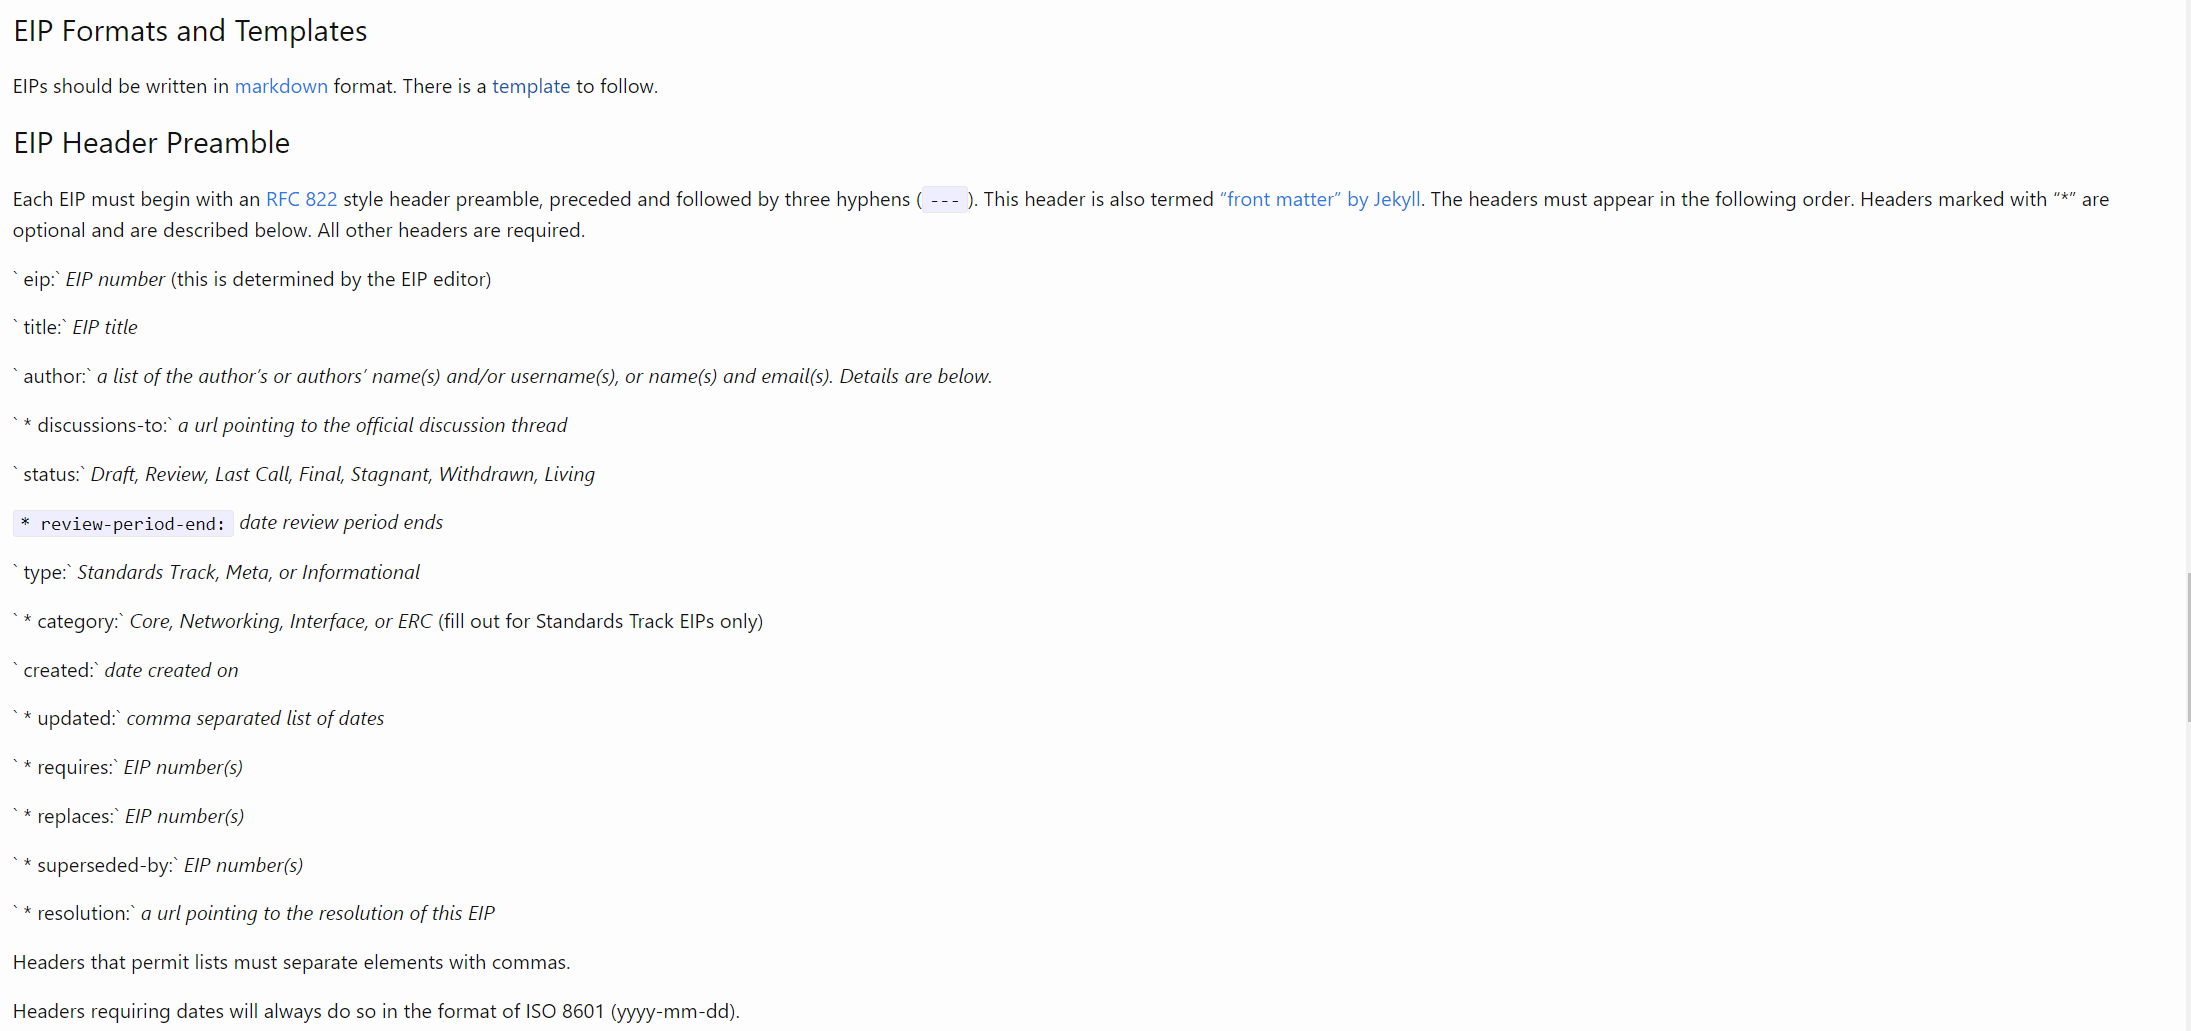 EIP Formats and Templates
EIPs should be written in markdown format. There is a template to follow.
EIP Header Preamble
Each EIP must begin with an RFC 822 style header preamble, preceded and followed by three hyphens (---). This header is also termed “front matter” by Jekyll. The headers must appear in the following order. Headers marked with “*” are
optional and are described below. All other headers are required.
` eip:` EIP number (this is determined by the EIP editor)
` title:` EIP title
` author:` a list of the author’s or authors’ name(s) and/or username(s), or name(s) and email(s). Details are below.
` * discussions-to:` a url pointing to the official discussion thread
` status:` Draft, Review, Last Call, Final, Stagnant, Withdrawn, Living
* review-period-end: date review period ends
` type:` Standards Track, Meta, or Informational
` * category:` Core, Networking, Interface, or ERC (fill out for Standards Track EIPs only)
` created:` date created on
` * updated:` comma separated list of dates
` * requires:` EIP number(s)
` * replaces:` EIP number(s)
` * superseded-by:` EIP number(s)
` * resolution:` a url pointing to the resolution of this EIP
Headers that permit lists must separate elements with commas.
Headers requiring dates will always do so in the format of ISO 8601 (yyyy-mm-dd).